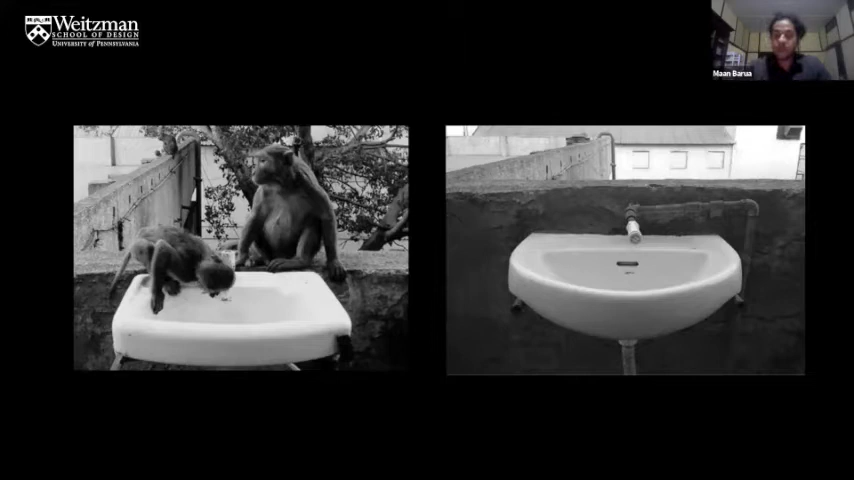 Weitzman
SCHOOL OF DESIGN
UNIVERSITY of PENNSYLVANIA
Maan Barua